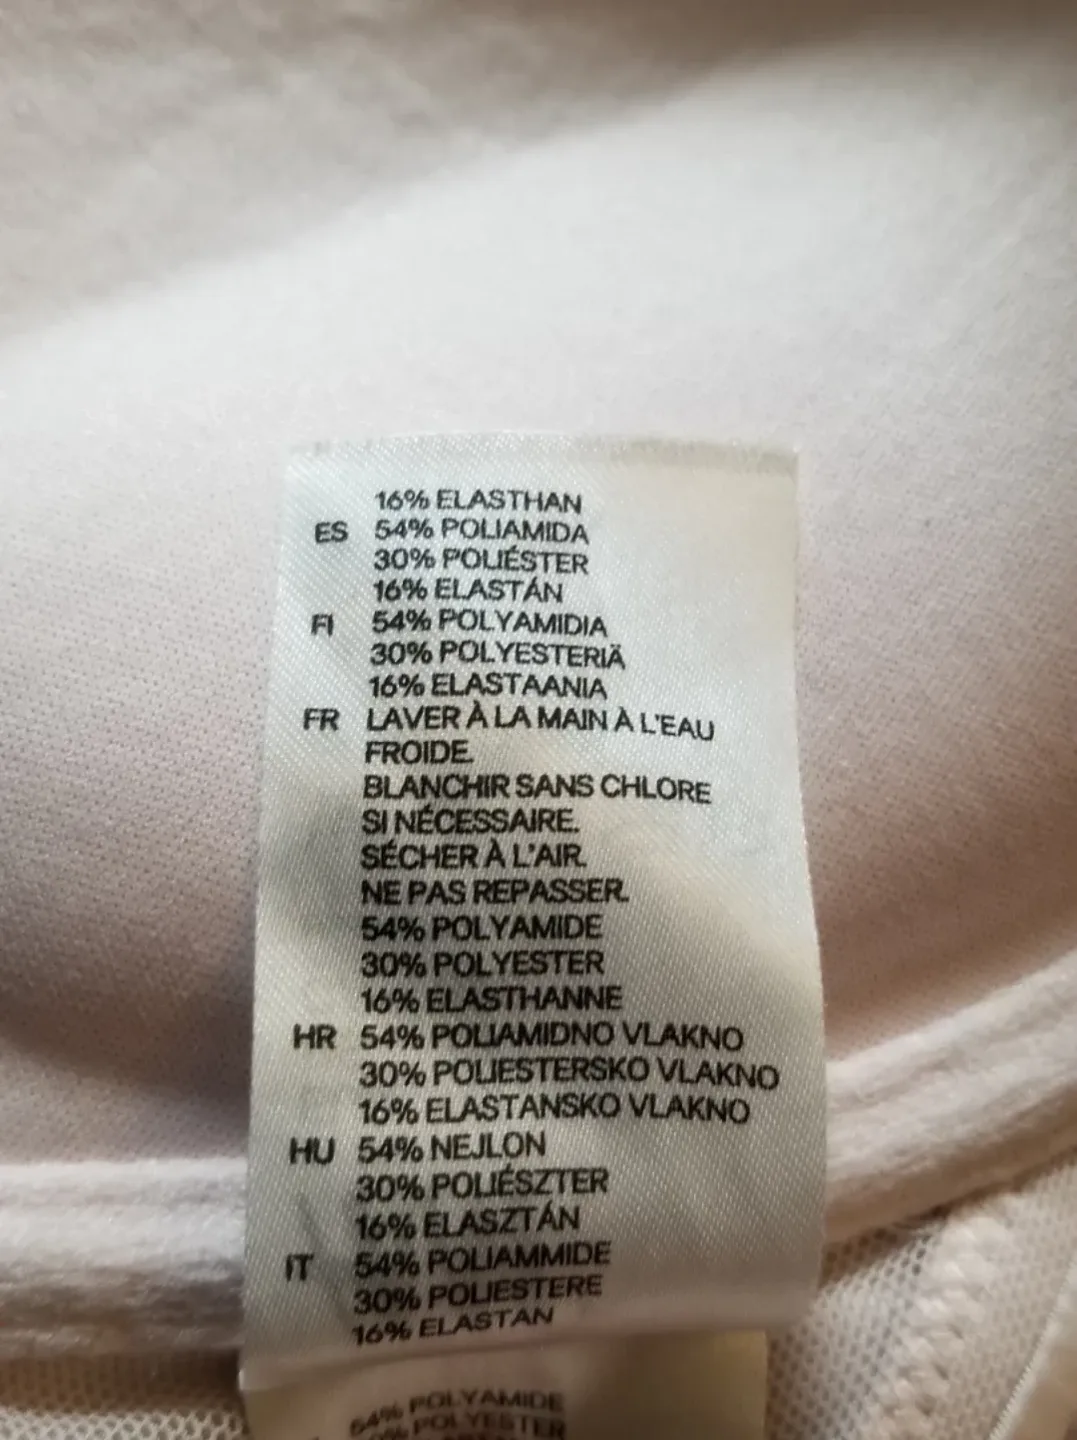 16% ELASTHAN
ES 54% POLIAMIDA
30% POLIÉSTER
16% ELASTÁN
FI 54% POLYAMIDIA
30% POLYESTERIÄ
16% ELASTAANIA
FR LAVER À LA MAIN À L'EAU
FROIDE.
BLANCHIR SANS CHLORE
SI NÉCESSAIRE.
SÉCHER À L'AIR.
NE PAS REPASSER.
54% POLYAMIDE
30% POLYESTER
16% ELASTHANNE
HR 54% POLIAMIDNO VLAKNO
30% POLIESTERSKO VLAKNO
16% ELASTANSKO VLAKNO
HU 54% NEJLON
30% POLIÉSZTER
16% ELASZTÁN
IT 54% POLIAMMIDE
30% POLIESTERE
16% ELASTAN
54% POLYAMIDE
POLYESTER